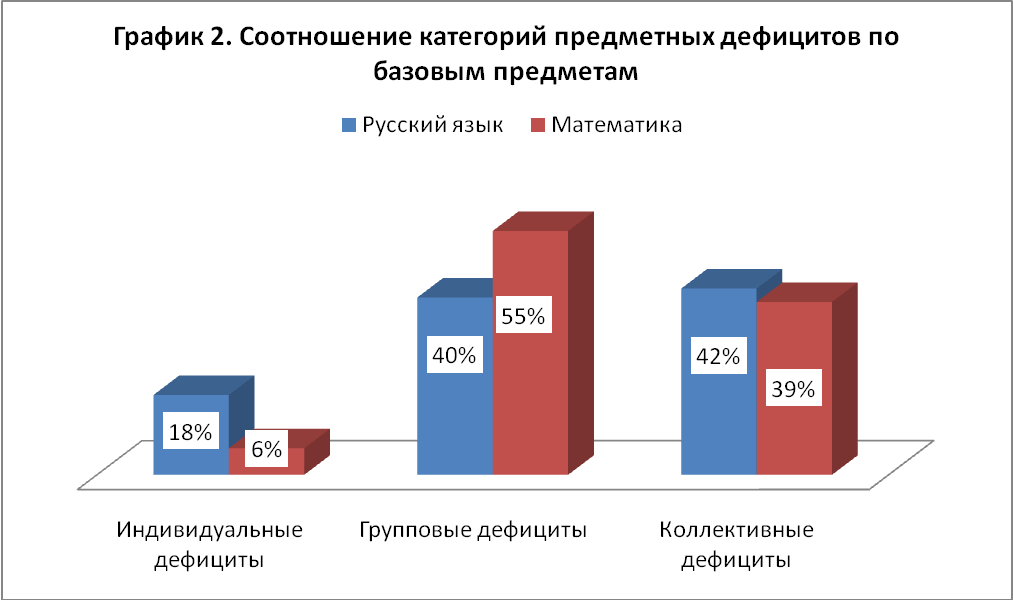 График 2. Соотношение категорий предметных дефицитов по
базовым предметам
Русский язык Математика
18%
6%
40%
55%
42%
39%
Индивидуальные
дефициты
Групповые дефициты
Коллективные
дефициты